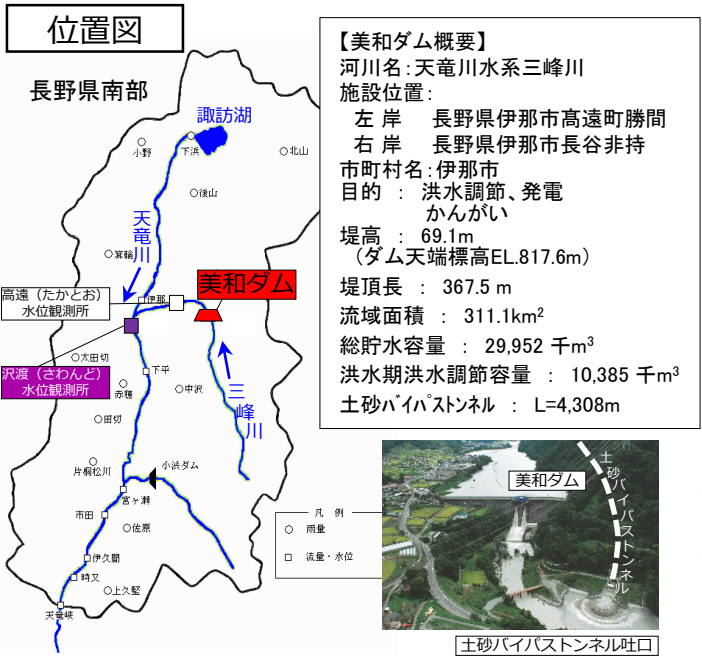 位置図
長野県南部
諏訪湖
小野
下浜
北山
後山
天竜川
箕輪
高遠（たかとお）
水位観測所
伊那
美和ダム
沢渡（さわんど）
水位観測所
太田切
下平
赤穂
中沢
三峰川
田切
片桐松川
小浜ダム
宮ヶ瀬
市田
佐原
伊久間
時又
上久堅
天竜峡
凡　例
雨量
流量・水位
【美和ダム概要】
河川名：天竜川水系三峰川
施設位置：
左 岸　長野県伊那市高遠町勝間
右 岸　長野県伊那市長谷非持
市町村名：伊那市
目的 ： 洪水調節、発電
かんがい
堤高 ： 69.1m
（ダム天端標高EL.817.6m）
堤頂長 ： 367.5 m
流域面積 ： 311.1km²
総貯水容量 ： 29,952 千m³
洪水期洪水調節容量 ： 10,385 千m³
土砂ﾊﾞｲﾊﾟｽトンネル ： L=4,308m
美和ダム
土砂バイパストンネル
土砂バイパストンネル吐口